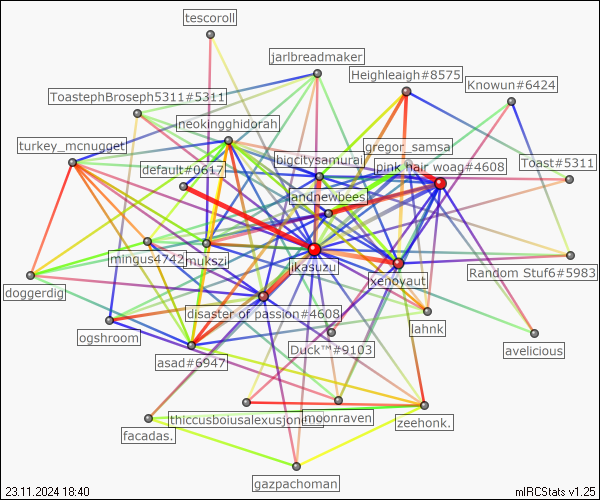 tescoroll
jarlbreadmaker
Heighleaigh#8575
Knowun#6424
ToastephBroseph5311#5311
neokingghidorah
turkey_mcnugget
gregor_samsa
bigcitysamurai
pink hair woag#4608
Toast#5311
default#0617
andnewbees
mingus4742
mukszi
ikasuzu
xenoyaut
Random Stuf6#5983
doggerdig
disaster of passion#4608
ogshroom
lahnk
Duck™#9103
avelicious
asad#6947
thiccusboiusalexusjon
moonraven
zeehonk.
facadas.
gazpachoman
23.11.2024 18:40
mIRCStats v1.25